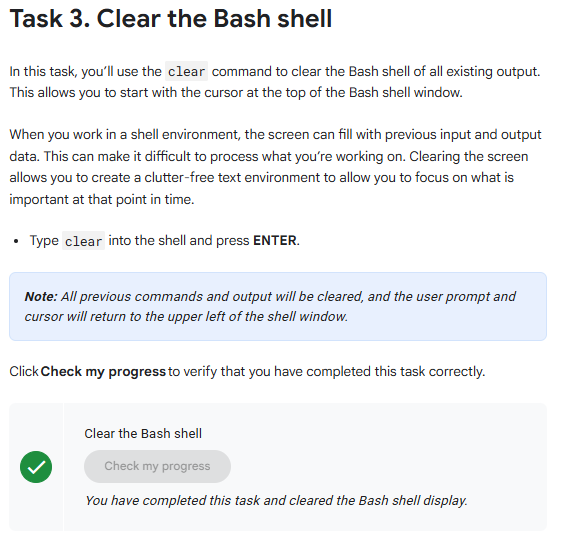 Task 3. Clear the Bash shell
In this task, you'll use the clear command to clear the Bash shell of all existing output.
This allows you to start with the cursor at the top of the Bash shell window.
When you work in a shell environment, the screen can fill with previous input and output
data. This can make it difficult to process what you're working on. Clearing the screen
allows you to create a clutter-free text environment to allow you to focus on what is
important at that point in time.
• Type clear into the shell and press ENTER.
Note: All previous commands and output will be cleared, and the user prompt and
cursor will return to the upper left of the shell window.
Click Check my progress to verify that you have completed this task correctly.
Clear the Bash shell
Check my progress
You have completed this task and cleared the Bash shell display.